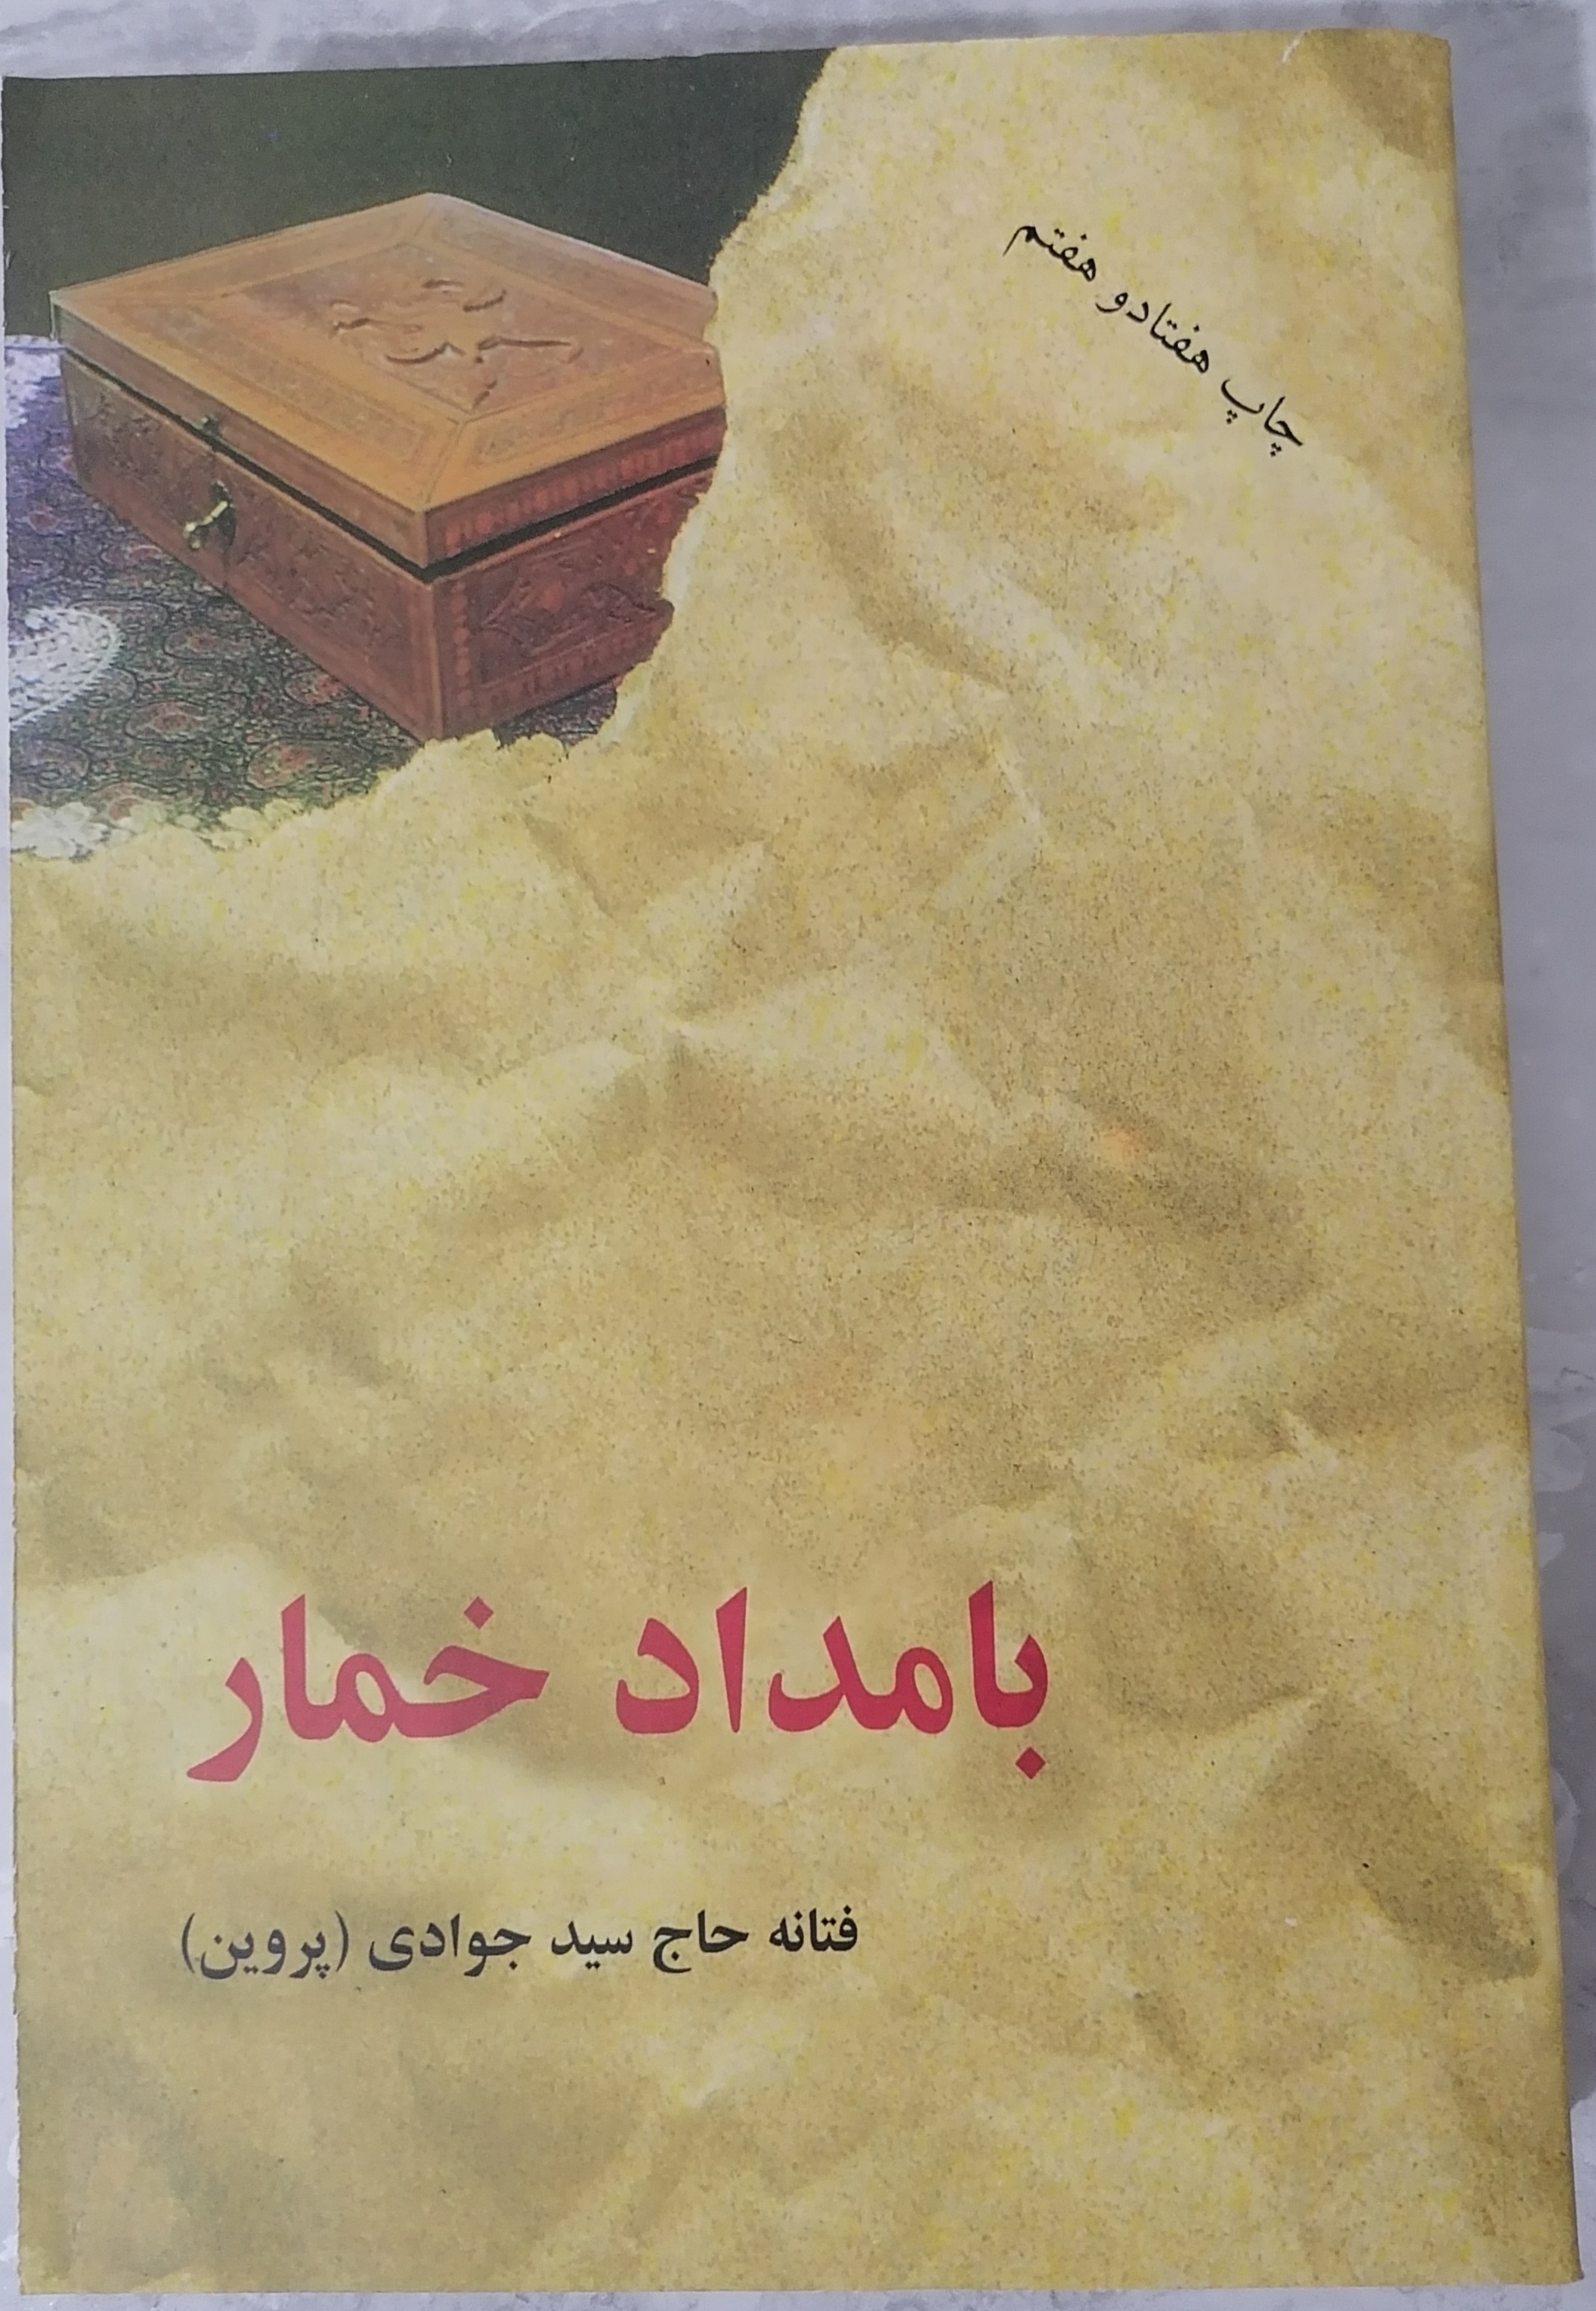 چاپ هفتادو هفتم
بامداد خمار
فتانه حاج سید جوادی (پروین)